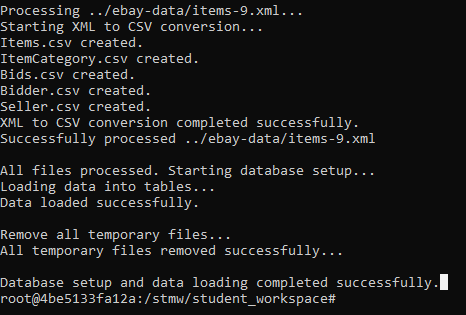 Processing ../ebay-data/items-9.xml...
Starting XML to CSV conversion...
Items.csv created.
ItemCategory.csv created.
Bids.csv created.
Bidder.csv created.
Seller.csv created.
XML to CSV conversion completed successfully.
Successfully processed ../ebay-data/items-9.xml
All files processed. Starting database setup...
Loading data into tables...
Data loaded successfully.
Remove all temporary files...
All temporary files removed successfully...
Database setup and data loading completed successfully.
root@4be5133fa12a:/stmw/student_workspace#